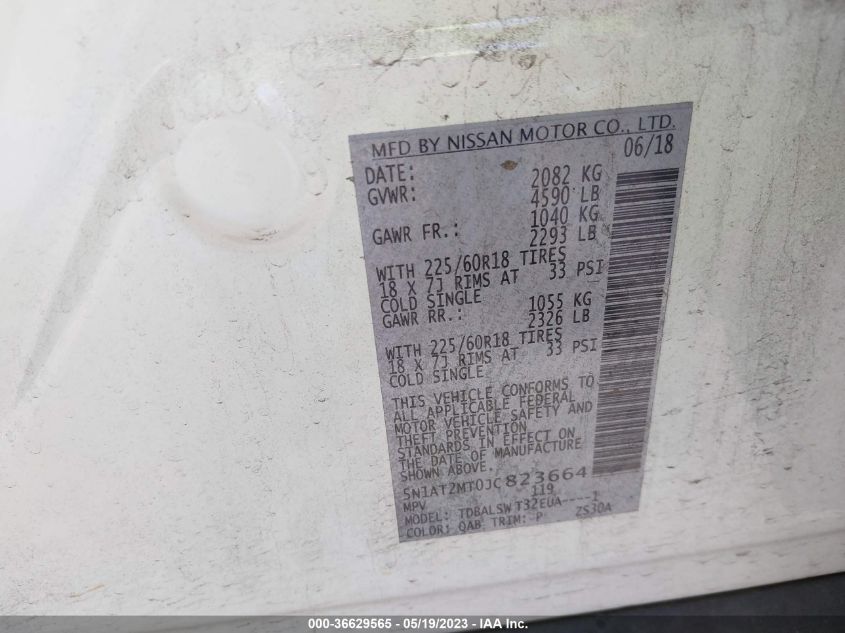 MFD BY NISSAN MOTOR CO., LTD.
DATE: 06/18
GVWR: 2082 KG
4590 LB
GAWR FR.: 1040 KG
2293 LB
WITH 225/60R18 TIRES
18 X 7J RIMS AT 33 PSI
COLD SINGLE
GAWR RR.: 1055 KG
2326 LB
WITH 225/60R18 TIRES
18 X 7J RIMS AT 33 PSI
COLD SINGLE
THIS VEHICLE CONFORMS TO
ALL APPLICABLE FEDERAL
MOTOR VEHICLE SAFETY AND
THEFT PREVENTION
STANDARDS IN EFFECT ON
THE DATE OF MANUFACTURE
SHOWN ABOVE.
5N1AT2MT0JC823664
MPV 119
MODEL: TDBALSW T32EUA----1
COLOR: QAB TRIM: P ZS30A
000-36629565 - 05/19/2023 - IAA Inc.